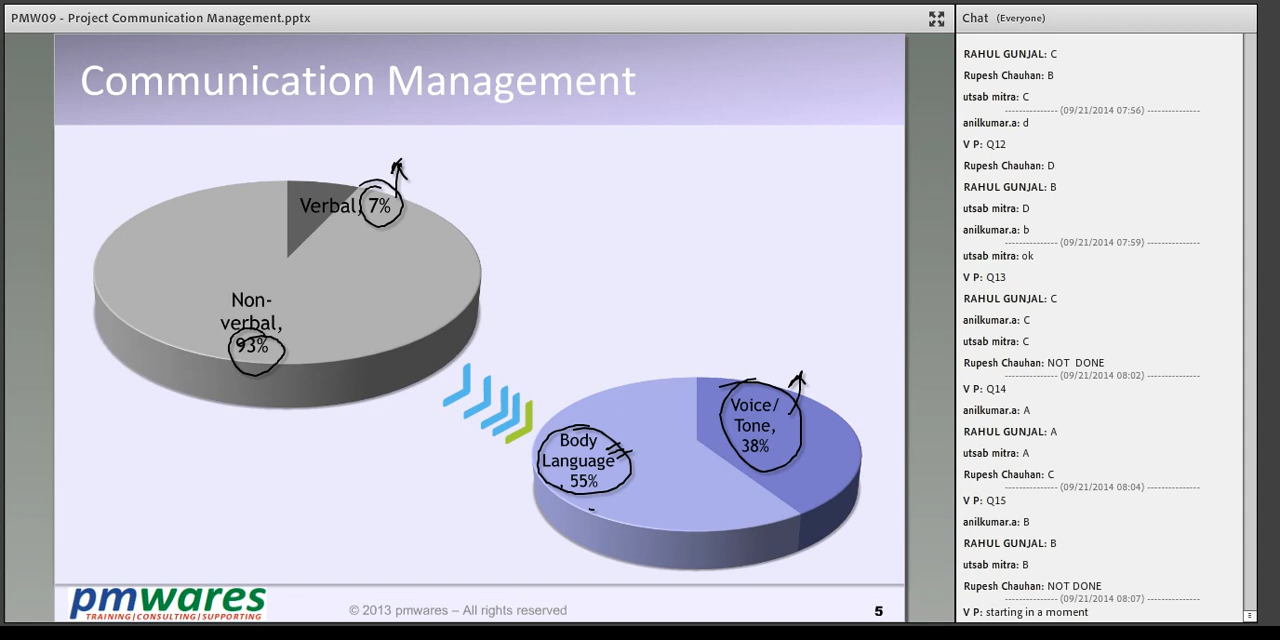 PMW09 - Project Communication Management.pptx
Communication Management
Verbal, 7%
Non-
verbal,
93%
Voice/
Tone,
38%
Body
Language
55%
pmwares
TRAINING|CONSULTING|SUPPORTING
© 2013 pmwares – All rights reserved
5
Chat (Everyone)
RAHUL GUNJAL: C
Rupesh Chauhan: B
utsab mitra: C
--------------- (09/21/2014 07:56) ---------------
anilkumar.a: d
V P: Q12
Rupesh Chauhan: D
RAHUL GUNJAL: B
utsab mitra: D
anilkumar.a: b
--------------- (09/21/2014 07:59) ---------------
utsab mitra: ok
V P: Q13
RAHUL GUNJAL: C
anilkumar.a: C
utsab mitra: C
Rupesh Chauhan: NOT DONE
--------------- (09/21/2014 08:02) ---------------
V P: Q14
anilkumar.a: A
RAHUL GUNJAL: A
utsab mitra: A
Rupesh Chauhan: C
--------------- (09/21/2014 08:04) ---------------
V P: Q15
anilkumar.a: B
RAHUL GUNJAL: B
utsab mitra: B
Rupesh Chauhan: NOT DONE
--------------- (09/21/2014 08:07) ---------------
V P: starting in a moment